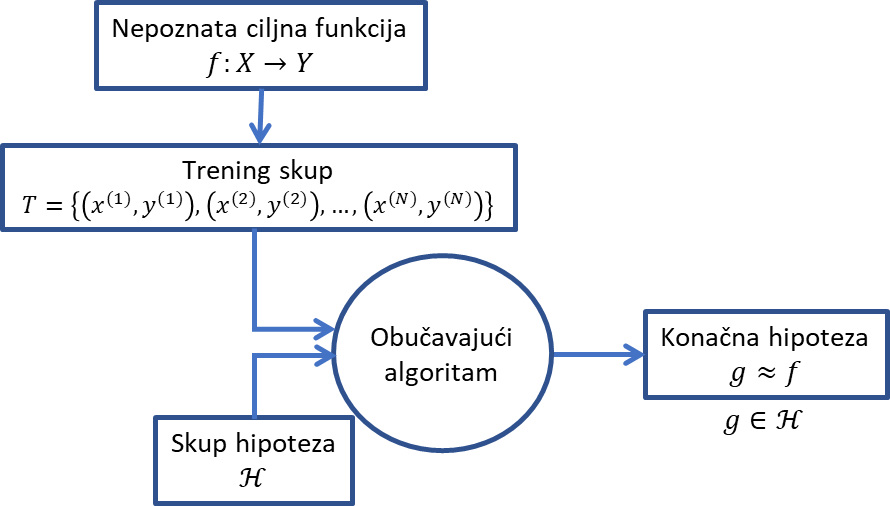 Nepoznata ciljna funkcija
f: X → Y
Trening skup
T = {(x⁽¹⁾, y⁽¹⁾), (x⁽²⁾, y⁽²⁾), …, (x⁽ᴺ⁾, y⁽ᴺ⁾)}
Obučavajući
algoritam
Konačna hipoteza
g ≈ f
g ∈ ℋ
Skup hipoteza
ℋ